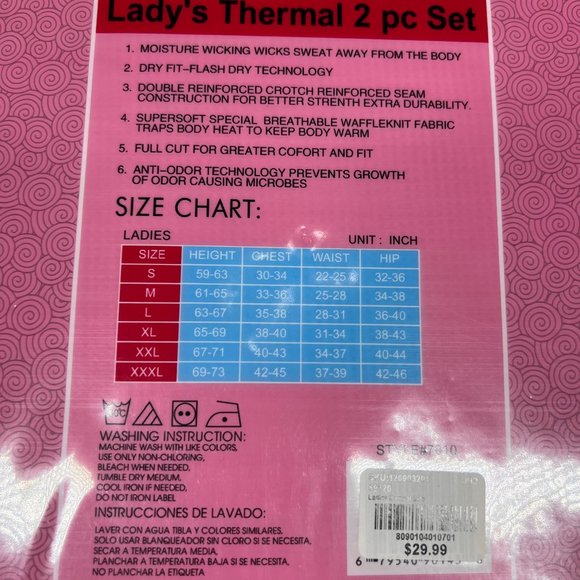 Lady's Thermal 2 pc Set
1. MOISTURE WICKING WICKS SWEAT AWAY FROM THE BODY
2. DRY FIT-FLASH DRY TECHNOLOGY
3. DOUBLE REINFORCED CROTCH REINFORCED SEAM
CONSTRUCTION FOR BETTER STRENTH EXTRA DURABILITY.
4. SUPERSOFT SPECIAL BREATHABLE WAFFLEKNIT FABRIC
TRAPS BODY HEAT TO KEEP BODY WARM
5. FULL CUT FOR GREATER COFORT AND FIT
6. ANTI-ODOR TECHNOLOGY PREVENTS GROWTH
OF ODOR CAUSING MICROBES
SIZE CHART:
LADIES UNIT : INCH
SIZE HEIGHT CHEST WAIST HIP
S 59-63 30-34 22-25 32-36
M 61-65 33-36 25-28 34-38
L 63-67 35-38 28-31 36-40
XL 65-69 38-40 31-34 38-43
XXL 67-71 40-43 34-37 40-44
XXXL 69-73 42-45 37-39 42-46
WASHING INSTRUCTION:
MACHINE WASH WITH LIKE COLORS,
USE ONLY NON-CHLORING,
BLEACH WHEN NEEDED.
TUMBLE DRY MEDIUM.
COOL IRON IF NEEDED,
DO NOT IRON LABEL
STYLE#7810
INSTRUCCIONES DE LAVADO:
LAVER CON AGUA TIBLA Y COLORES SIMILARES.
SOLO USAR BLANQUEADOR SIN CLORO SI SE NECESITA,
SECAR A TEMPERATURA MEDIA.
PLANCHAR A TEMPERATURA BAJA SI SE NECESITA,
NO PLANCHAR LA ETIQUETA
8090104010701
$29.99